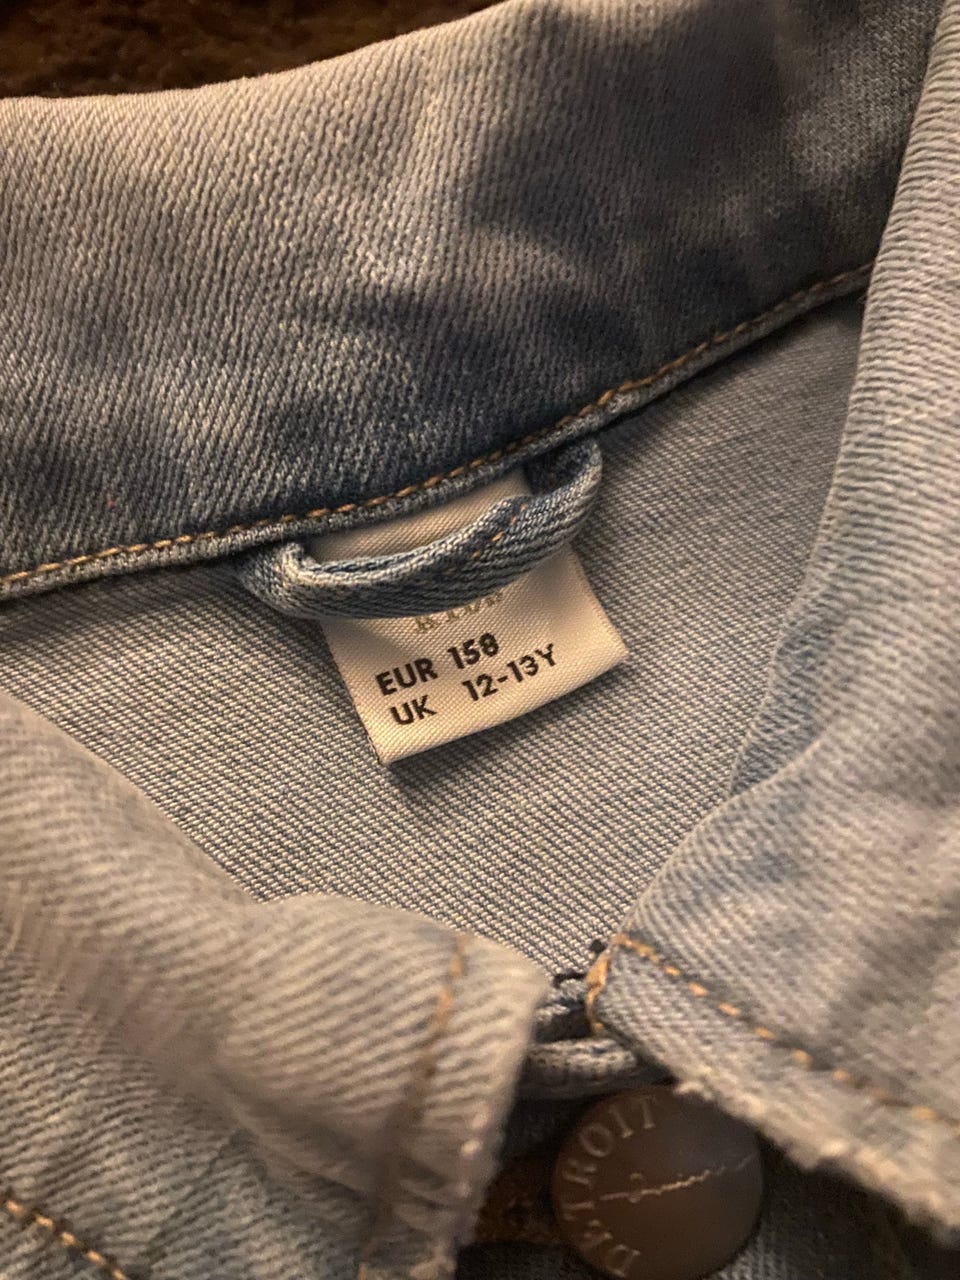 EUR 158
UK 12-13Y
DETROIT